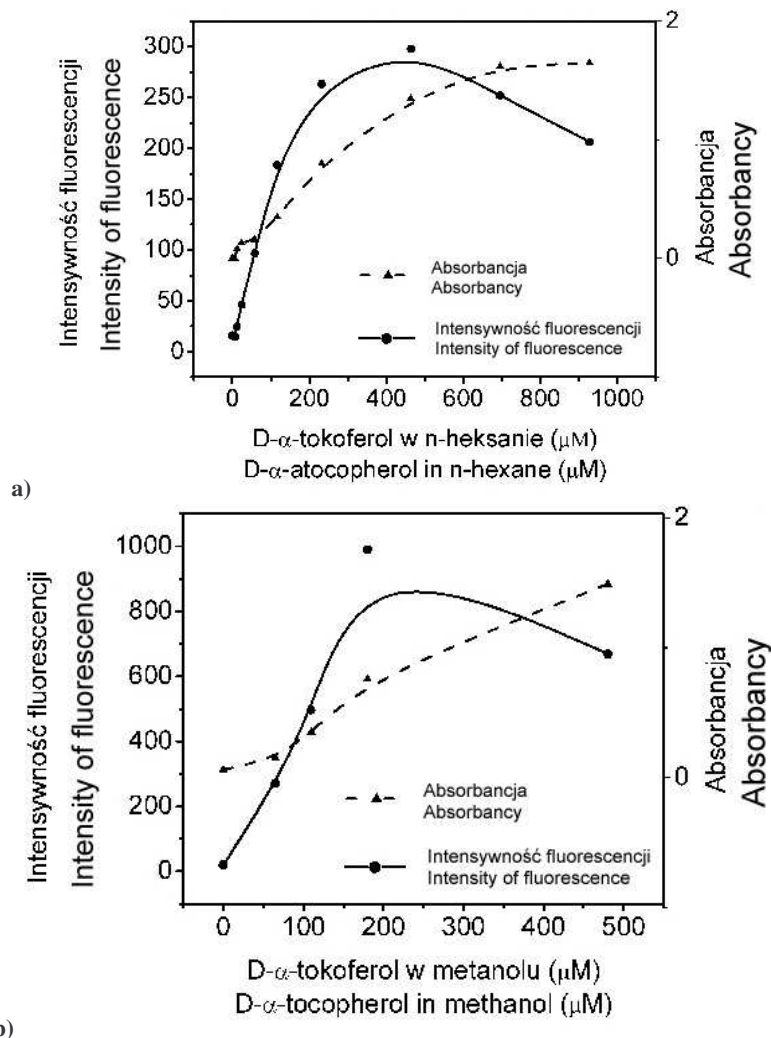 300
250
200
150
100
50
0
2
0
Intensywność fluorescencji
Intensity of fluorescence
Absorbancja
Absorbancy
Absorbancja
Absorbancy
Intensywność fluorescencji
Intensity of fluorescence
0 200 400 600 800 1000
D-α-tokoferol w n-heksanie (μM)
D-α-atocopherol in n-hexane (μM)
a)
1000
800
600
400
200
0
2
0
Intensywność fluorescencji
Intensity of fluorescence
Absorbancja
Absorbancy
Absorbancja
Absorbancy
Intensywność fluorescencji
Intensity of fluorescence
0 100 200 300 400 500
D-α-tokoferol w metanolu (μM)
D-α-tocopherol in methanol (μM)
b)